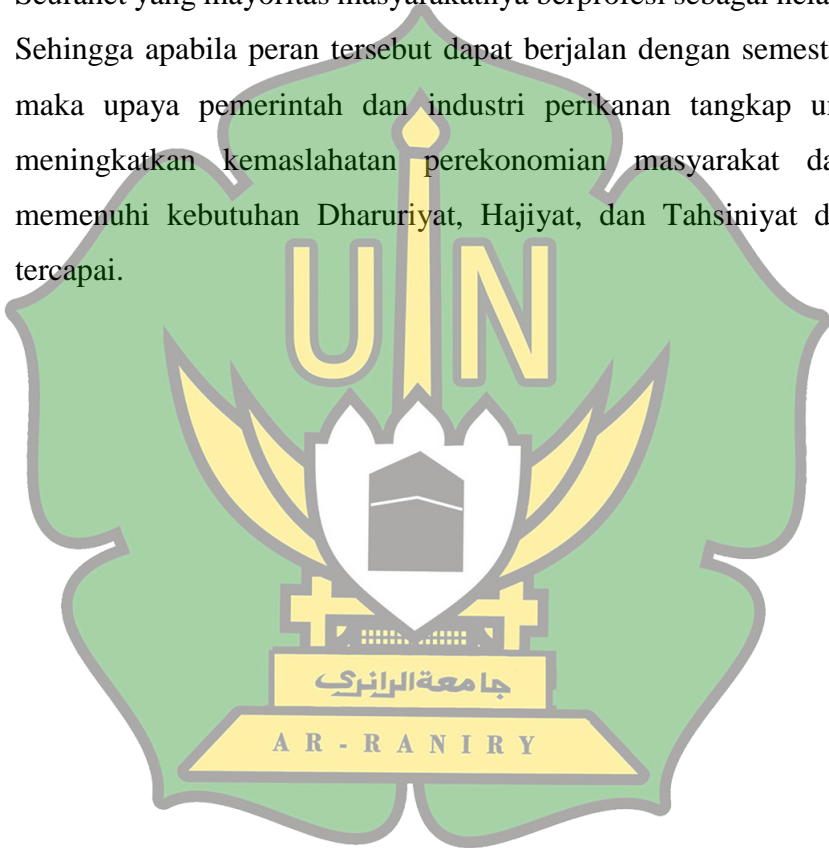 yang mayoritas masyarakatnya berprofesi sebagai
Sehingga apabila peran tersebut dapat berjalan dengan
maka upaya pemerintah dan industri perikanan tangkap
meningkatkan kemaslahatan perekonomian masyarakat
memenuhi kebutuhan Dharuriyat, Hajiyat, dan Tahsiniyat
tercapai.
UIN
جامعة الرانري
AR-RANIRY